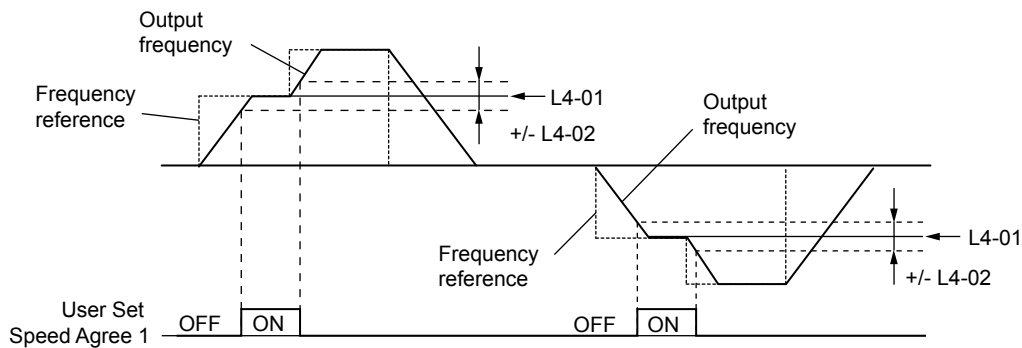 Output
frequency
Frequency
reference
L4-01
+/- L4-02
Output
frequency
Frequency
reference
L4-01
+/- L4-02
User Set
Speed Agree 1
OFF
ON
OFF
ON